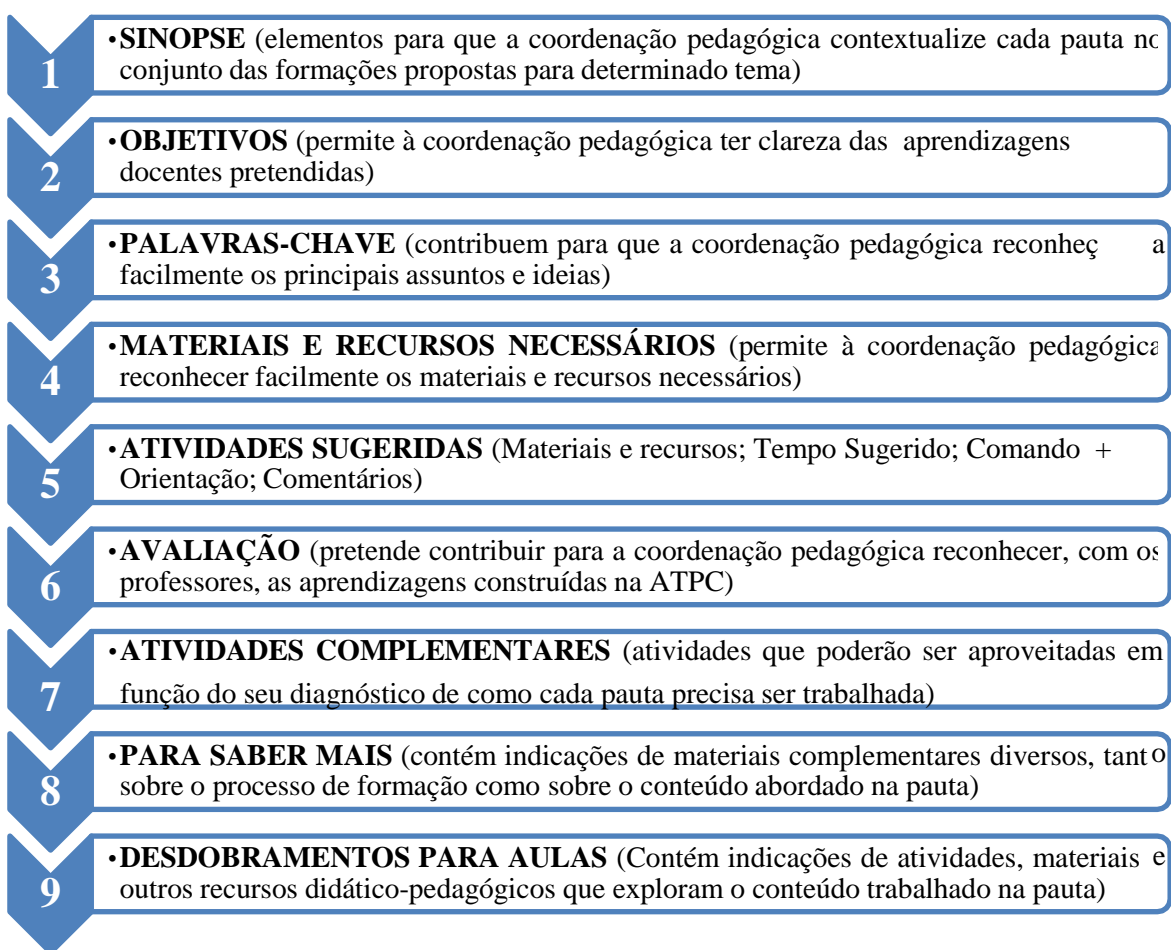 1
•SINOPSE (elementos para que a coordenação pedagógica contextualize cada pauta no
conjunto das formações propostas para determinado tema)
2
•OBJETIVOS (permite à coordenação pedagógica ter clareza das aprendizagens
docentes pretendidas)
3
•PALAVRAS-CHAVE (contribuem para que a coordenação pedagógica reconheç a
facilmente os principais assuntos e ideias)
4
•MATERIAIS E RECURSOS NECESSÁRIOS (permite à coordenação pedagógica
reconhecer facilmente os materiais e recursos necessários)
5
•ATIVIDADES SUGERIDAS (Materiais e recursos; Tempo Sugerido; Comando +
Orientação; Comentários)
6
•AVALIAÇÃO (pretende contribuir para a coordenação pedagógica reconhecer, com os
professores, as aprendizagens construídas na ATPC)
7
•ATIVIDADES COMPLEMENTARES (atividades que poderão ser aproveitadas em
função do seu diagnóstico de como cada pauta precisa ser trabalhada)
8
•PARA SABER MAIS (contém indicações de materiais complementares diversos, tanto
sobre o processo de formação como sobre o conteúdo abordado na pauta)
9
•DESDOBRAMENTOS PARA AULAS (Contém indicações de atividades, materiais e
outros recursos didático-pedagógicos que exploram o conteúdo trabalhado na pauta)